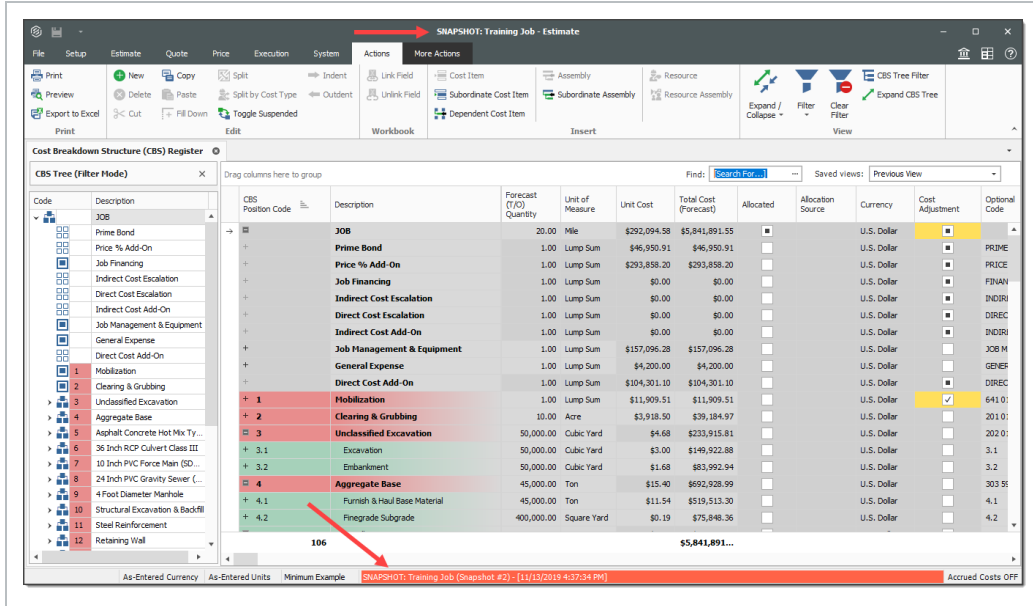 SNAPSHOT: Training Job - Estimate
File Setup Estimate Quote Price Execution System Actions More Actions
Print New Copy Split Indent Link Field Cost Item Assembly Resource CBS Tree Filter
Preview Delete Paste Split by Cost Type Outdent Unlink Field Subordinate Cost Item Subordinate Assembly Resource Assembly Expand CBS Tree
Export to Excel Cut Fill Down Toggle Suspended Dependent Cost Item Expand / Collapse Filter Clear Filter
Print Edit Workbook Insert View
Cost Breakdown Structure (CBS) Register
CBS Tree (Filter Mode) Drag columns here to group Find: [Search For...] ... Saved views: Previous View
Code Description CBS Position Code Description Forecast (T/O) Quantity Unit of Measure Unit Cost Total Cost (Forecast) Allocated Allocation Source Currency Cost Adjustment Optional Code
JOB JOB 20.00 Mile $292,094.58 $5,841,891.55 U.S. Dollar
Prime Bond Prime Bond 1.00 Lump Sum $46,950.91 $46,950.91 U.S. Dollar PRIME
Price % Add-On Price % Add-On 1.00 Lump Sum $293,858.20 $293,858.20 U.S. Dollar PRICE
Job Financing Job Financing 1.00 Lump Sum $0.00 $0.00 U.S. Dollar FINAN
Indirect Cost Escalation Indirect Cost Escalation 1.00 Lump Sum $0.00 $0.00 U.S. Dollar INDIR
Direct Cost Escalation Direct Cost Escalation 1.00 Lump Sum $0.00 $0.00 U.S. Dollar DIREC
Indirect Cost Add-On Indirect Cost Add-On 1.00 Lump Sum $0.00 $0.00 U.S. Dollar INDIR
Job Management & Equipment Job Management & Equipment 1.00 Lump Sum $157,096.28 $157,096.28 U.S. Dollar JOB M
General Expense General Expense 1.00 Lump Sum $4,200.00 $4,200.00 U.S. Dollar GENER
Direct Cost Add-On Direct Cost Add-On 1.00 Lump Sum $104,301.10 $104,301.10 U.S. Dollar DIREC
1 Mobilization 1 Mobilization 1.00 Lump Sum $11,909.51 $11,909.51 U.S. Dollar 641 0
2 Clearing & Grubbing 2 Clearing & Grubbing 10.00 Acre $3,918.50 $39,184.97 U.S. Dollar 201 0
3 Unclassified Excavation 3 Unclassified Excavation 50,000.00 Cubic Yard $4.68 $233,915.81 U.S. Dollar 202 0
4 Aggregate Base 3.1 Excavation 50,000.00 Cubic Yard $3.00 $149,922.88 U.S. Dollar 3.1
5 Asphalt Concrete Hot Mix Ty... 3.2 Embankment 50,000.00 Cubic Yard $1.68 $83,992.94 U.S. Dollar 3.2
6 36 Inch RCP Culvert Class III 4 Aggregate Base 45,000.00 Ton $15.40 $692,928.99 U.S. Dollar 303 5
7 10 Inch PVC Force Main (SD... 4.1 Furnish & Haul Base Material 45,000.00 Ton $11.54 $519,513.30 U.S. Dollar 4.1
8 24 Inch PVC Gravity Sewer (... 4.2 Finegrade Subgrade 400,000.00 Square Yard $0.19 $75,848.36 U.S. Dollar 4.2
9 4 Foot Diameter Manhole
10 Structural Excavation & Backfill
11 Steel Reinforcement
12 Retaining Wall 106 $5,841,891...
As-Entered Currency As-Entered Units Minimum Example SNAPSHOT: Training Job (Snapshot #2) - [11/13/2019 4:37:34 PM] Accrued Costs OFF